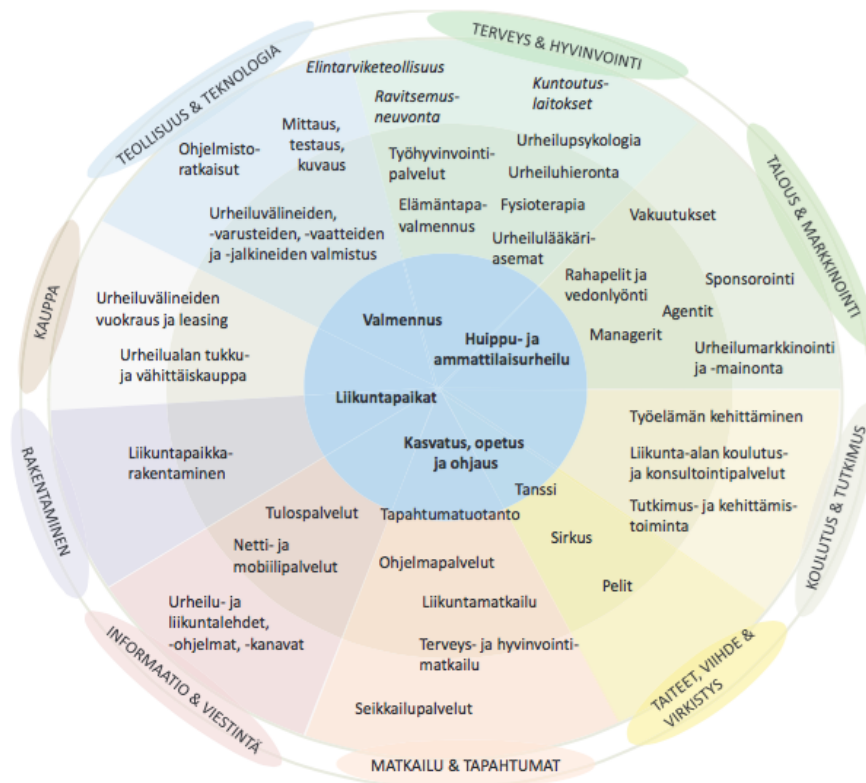 TERVEYS & HYVINVOINTI
Elintarviketeollisuus
Ravitsemus-
neuvonta
Kuntoutus-
laitokset
Urheilupsykologia
Työhyvinvointi-
palvelut
Urheiluhieronta
Elämäntapa-
valmennus
Fysioterapia
Urheilulääkäri-
asemat
TALOUS & MARKKINOINTI
Vakuutukset
Rahapelit ja
vedonlyönti
Sponsorointi
Agentit
Managerit
Urheilumarkkinointi
ja -mainonta
KOULUTUS & TUTKIMUS
Työelämän kehittäminen
Liikunta-alan koulutus-
ja konsultointipalvelut
Tutkimus- ja kehittämis-
toiminta
TAITEET, VIIHDE &
VIRKISTYS
Tanssi
Sirkus
Pelit
MATKAILU & TAPAHTUMAT
Tapahtumatuotanto
Ohjelmapalvelut
Liikuntamatkailu
Terveys- ja hyvinvointi-
matkailu
Seikkailupalvelut
INFORMAATIO & VIESTINTÄ
Tulospalvelut
Netti- ja
mobiilipalvelut
Urheilu- ja
liikuntalehdet,
-ohjelmat, -kanavat
RAKENTAMINEN
Liikuntapaikka-
rakentaminen
KAUPPA
Urheiluvälineiden
vuokraus ja leasing
Urheilualan tukku-
ja vähittäiskauppa
TEOLLISUUS & TEKNOLOGIA
Ohjelmisto-
ratkaisut
Mittaus,
testaus,
kuvaus
Urheiluvälineiden,
-varusteiden, -vaatteiden
ja -jalkineiden valmistus
Valmennus
Huippu- ja
ammattilaisurheilu
Liikuntapaikat
Kasvatus, opetus
ja ohjaus